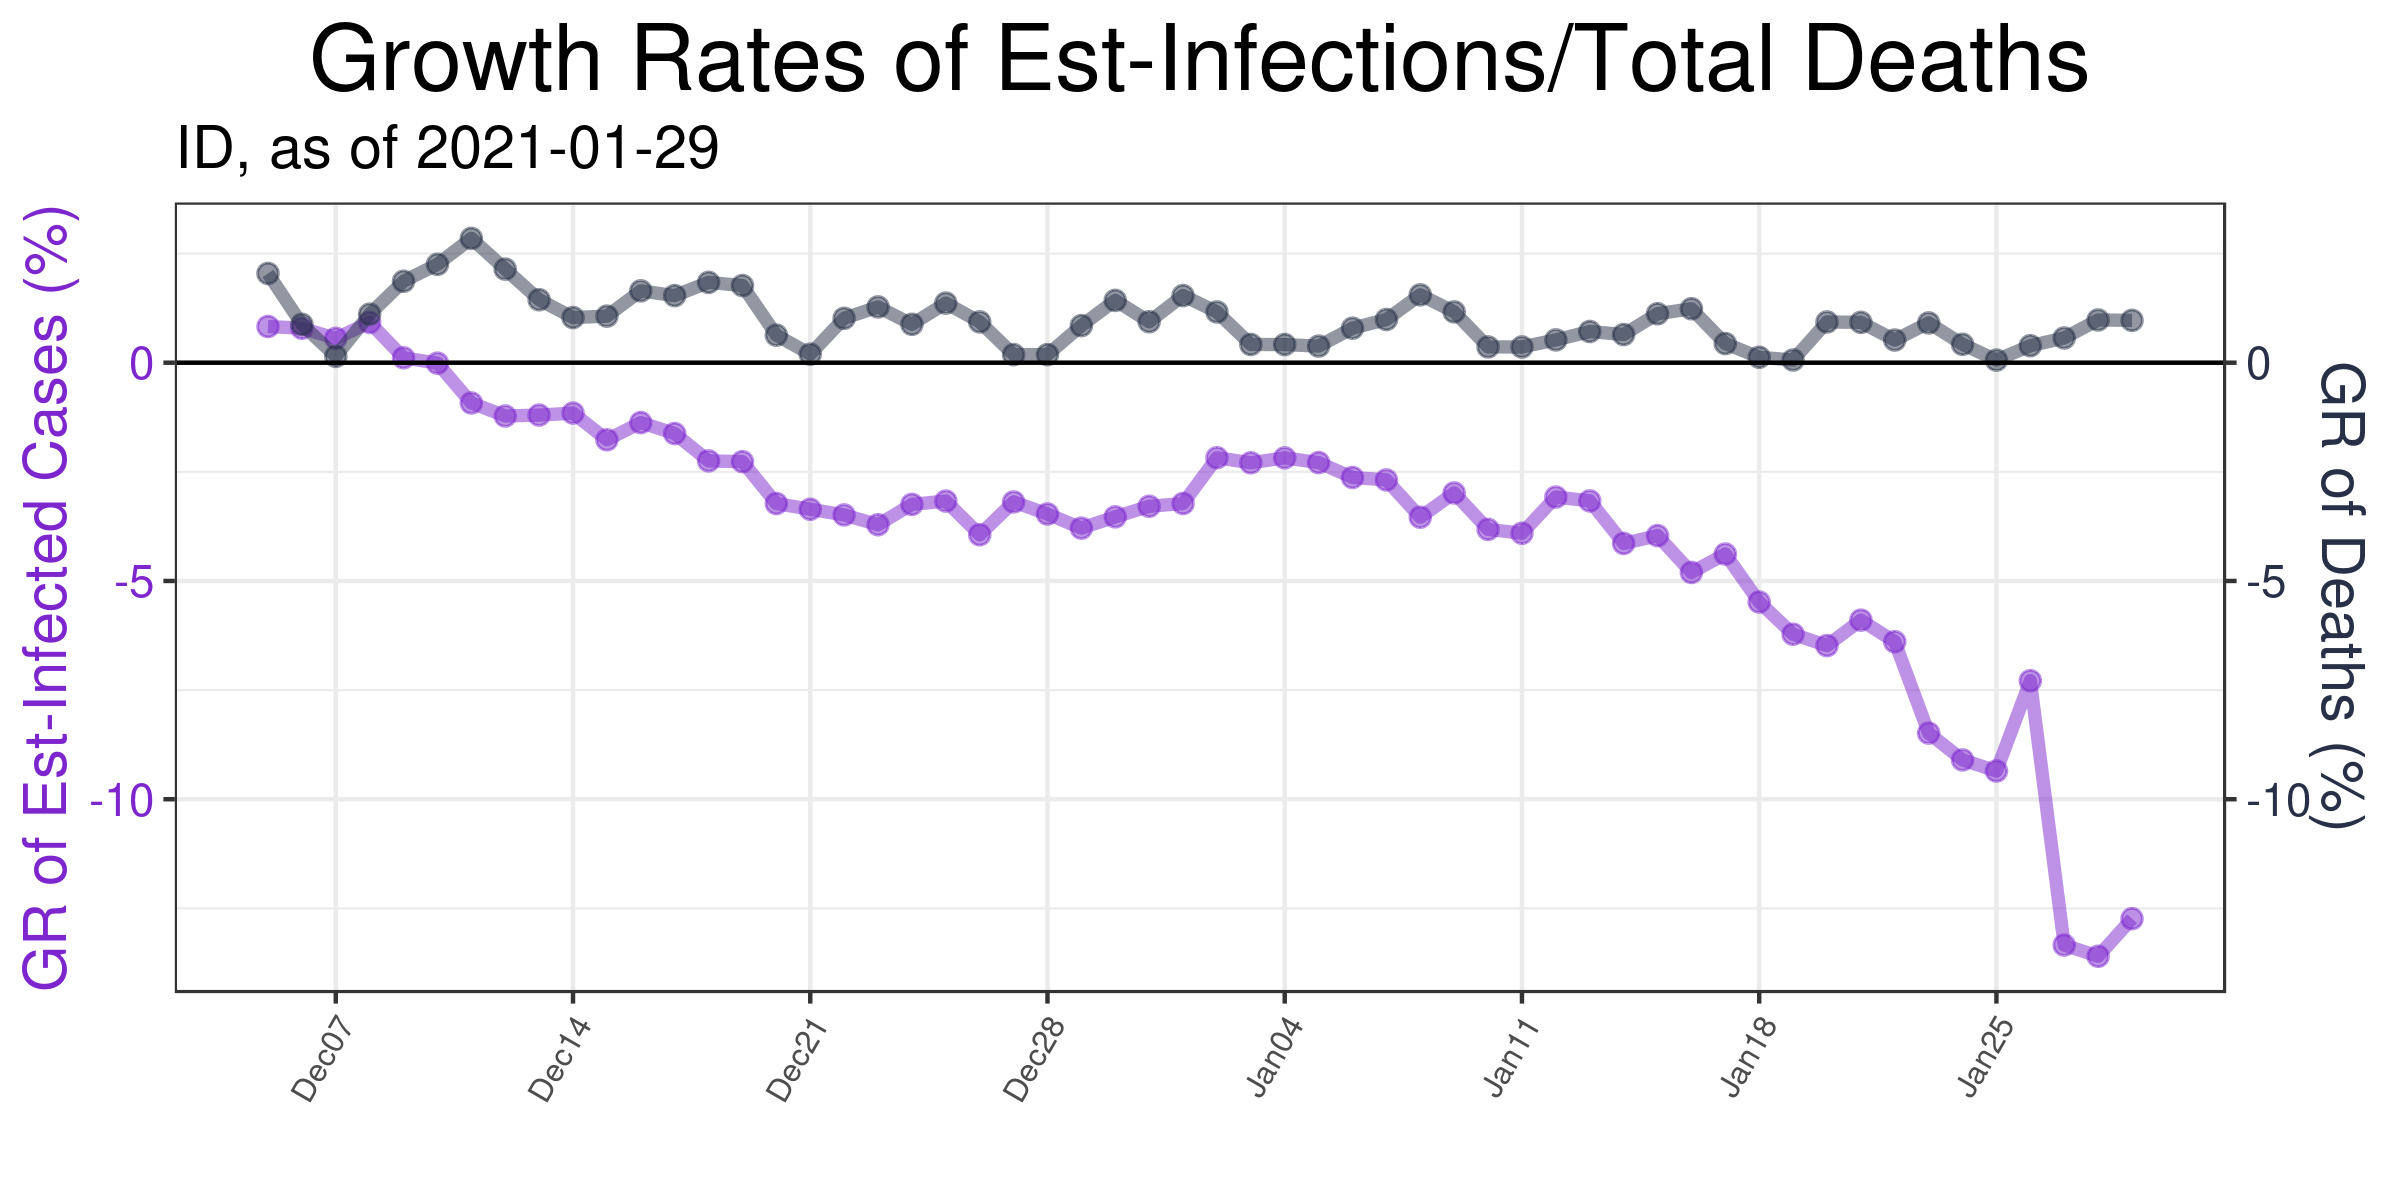 Growth Rates of Est-Infections/Total Deaths
ID, as of 2021-01-29
GR of Est-Infected Cases (%)
0
-5
-10
0
-5
-10
GR of Deaths (%)
Dec07
Dec14
Dec21
Dec28
Jan04
Jan11
Jan18
Jan25